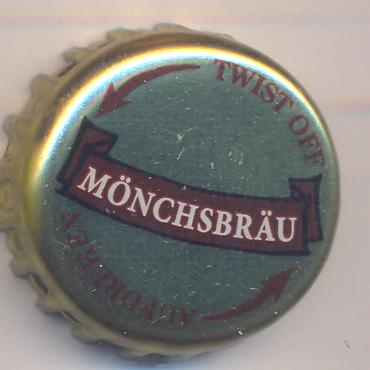 TWIST OFF
MÖNCHSBRÄU
AUFDREHEN